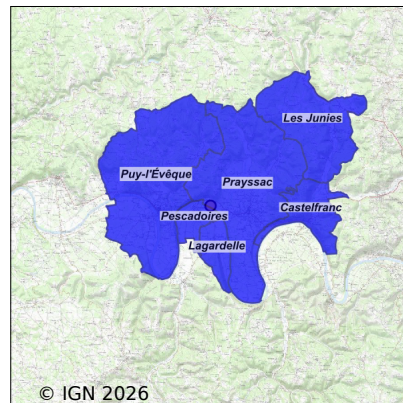 Les Junies
Puy-l'Évêque
Prayssac
Castelfranc
Pescadoires
Lagardelle
© IGN 2026